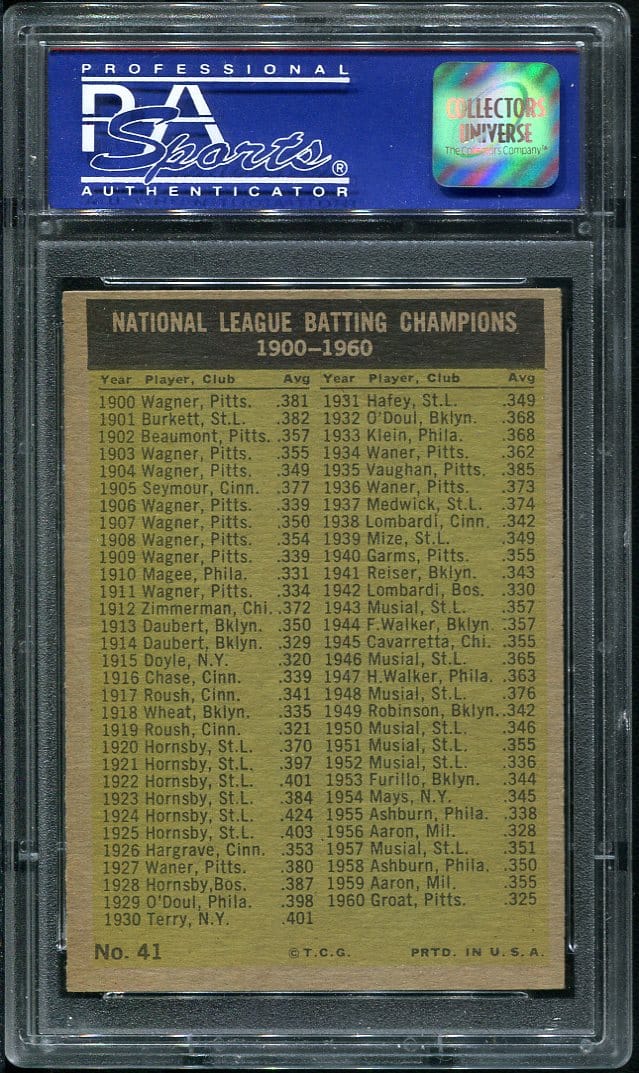 PROFESSIONAL
PSA
Sports®
AUTHENTICATOR
COLLECTORS
UNIVERSE
The Collectors Company™
NATIONAL LEAGUE BATTING CHAMPIONS
1900–1960
Year Player, Club Avg Year Player, Club Avg
1900 Wagner, Pitts. .381 1931 Hafey, St.L. .349
1901 Burkett, St.L. .382 1932 O'Doul, Bklyn. .368
1902 Beaumont, Pitts. .357 1933 Klein, Phila. .368
1903 Wagner, Pitts. .355 1934 Waner, Pitts. .362
1904 Wagner, Pitts. .349 1935 Vaughan, Pitts. .385
1905 Seymour, Cinn. .377 1936 Waner, Pitts. .373
1906 Wagner, Pitts. .339 1937 Medwick, St.L. .374
1907 Wagner, Pitts. .350 1938 Lombardi, Cinn. .342
1908 Wagner, Pitts. .354 1939 Mize, St.L. .349
1909 Wagner, Pitts. .339 1940 Garms, Pitts. .355
1910 Magee, Phila. .331 1941 Reiser, Bklyn. .343
1911 Wagner, Pitts. .334 1942 Lombardi, Bos. .330
1912 Zimmerman, Chi. .372 1943 Musial, St.L. .357
1913 Daubert, Bklyn. .350 1944 F.Walker, Bklyn. .357
1914 Daubert, Bklyn. .329 1945 Cavarretta, Chi. .355
1915 Doyle, N.Y. .320 1946 Musial, St.L. .365
1916 Chase, Cinn. .339 1947 H.Walker, Phila. .363
1917 Roush, Cinn. .341 1948 Musial, St.L. .376
1918 Wheat, Bklyn. .335 1949 Robinson, Bklyn. .342
1919 Roush, Cinn. .321 1950 Musial, St.L. .346
1920 Hornsby, St.L. .370 1951 Musial, St.L. .355
1921 Hornsby, St.L. .397 1952 Musial, St.L. .336
1922 Hornsby, St.L. .401 1953 Furillo, Bklyn. .344
1923 Hornsby, St.L. .384 1954 Mays, N.Y. .345
1924 Hornsby, St.L. .424 1955 Ashburn, Phila. .338
1925 Hornsby, St.L. .403 1956 Aaron, Mil. .328
1926 Hargrave, Cinn. .353 1957 Musial, St.L. .351
1927 Waner, Pitts. .380 1958 Ashburn, Phila. .350
1928 Hornsby,Bos. .387 1959 Aaron, Mil. .355
1929 O'Doul, Phila. .398 1960 Groat, Pitts. .325
1930 Terry, N.Y. .401
No. 41 ©T.C.G. PRTD. IN U.S.A.